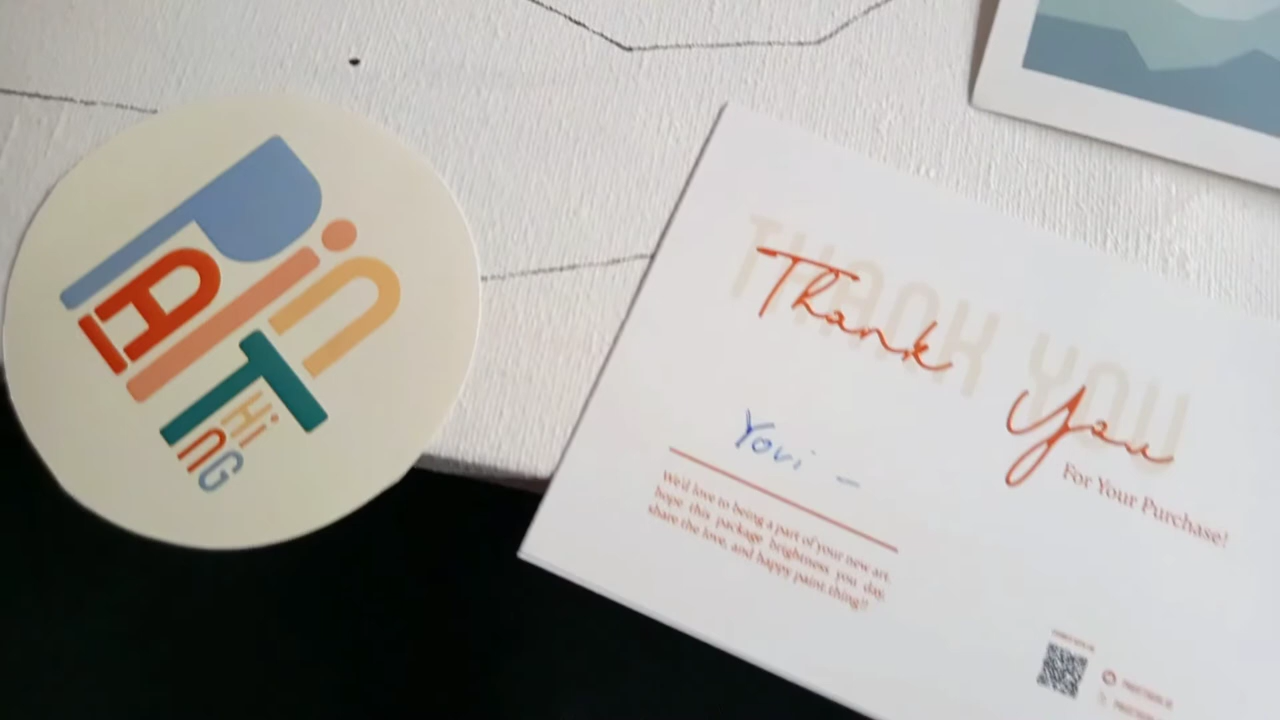 PAinT
HinG
THANK YOU
Thank You
For Your Purchase!
Yovi –
We'd love to being a part of your new art.
hope this package brightness you day.
share the love, and happy paint.thing!!